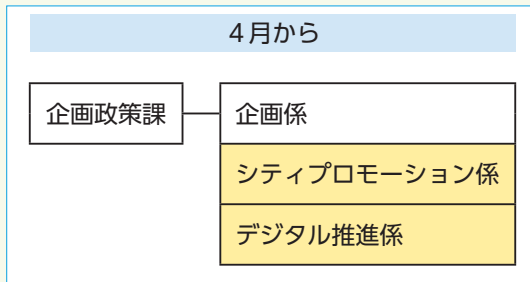 ４月から
企画政策課
企画係
シティプロモーション係
デジタル推進係